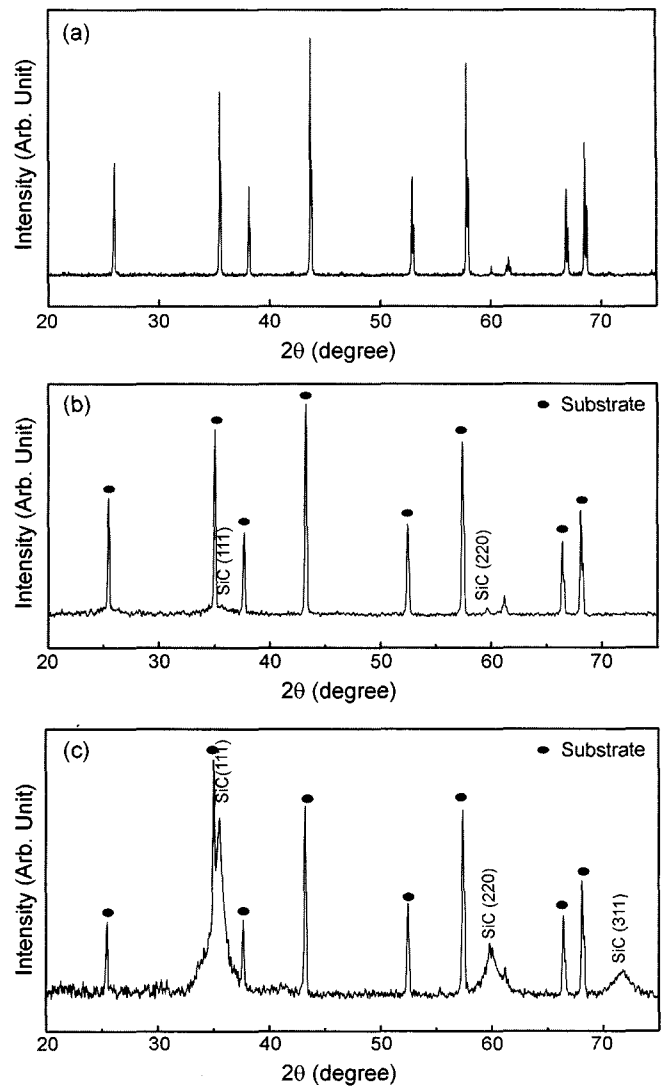 (a)
Intensity (Arb. Unit)
20 30 40 50 60 70
2θ (degree)
(b)
● Substrate
SiC (111)
SiC (220)
Intensity (Arb. Unit)
20 30 40 50 60 70
2θ (degree)
(c)
● Substrate
SiC(111)
SiC (220)
SiC (311)
Intensity (Arb. Unit)
20 30 40 50 60 70
2θ (degree)